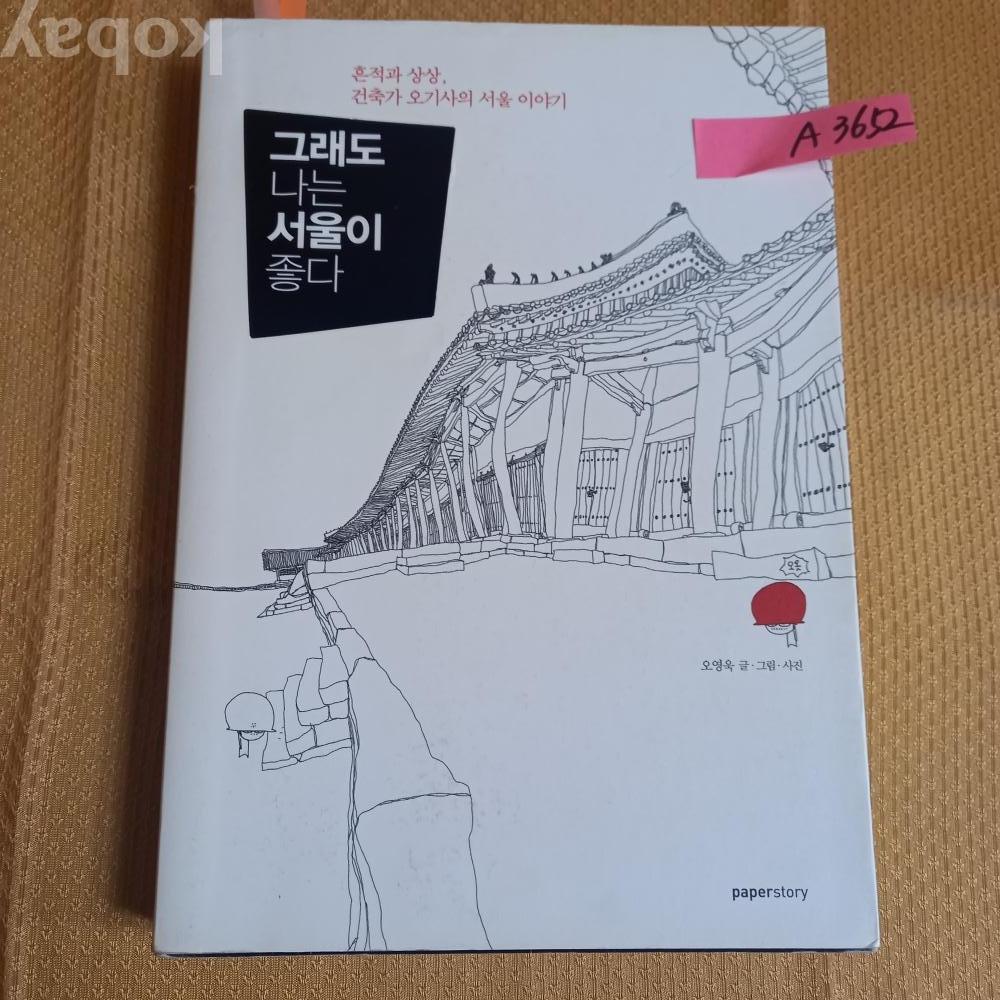 kobay
흔적과 상상,
건축가 오기사의 서울 이야기
A 3652
그래도
나는
서울이
좋다
오영욱 글·그림·사진
paperstory